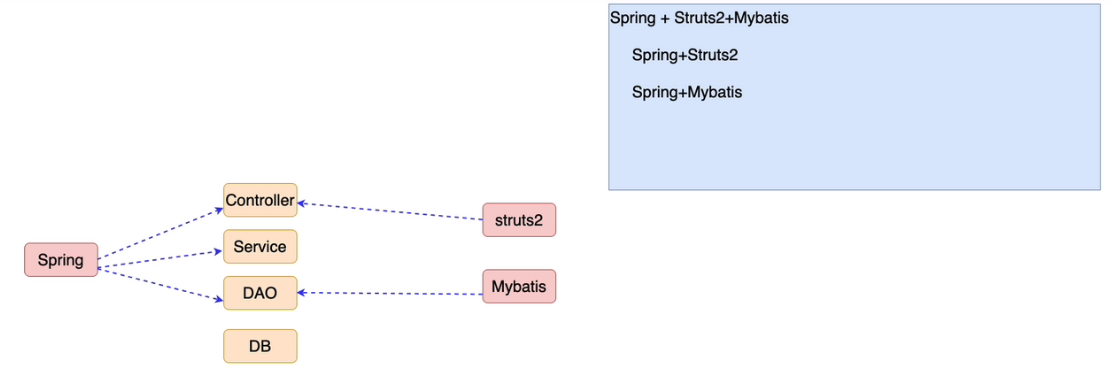 Spring + Struts2+Mybatis
Spring+Struts2
Spring+Mybatis
Controller
struts2
Service
Spring
Mybatis
DAO
DB